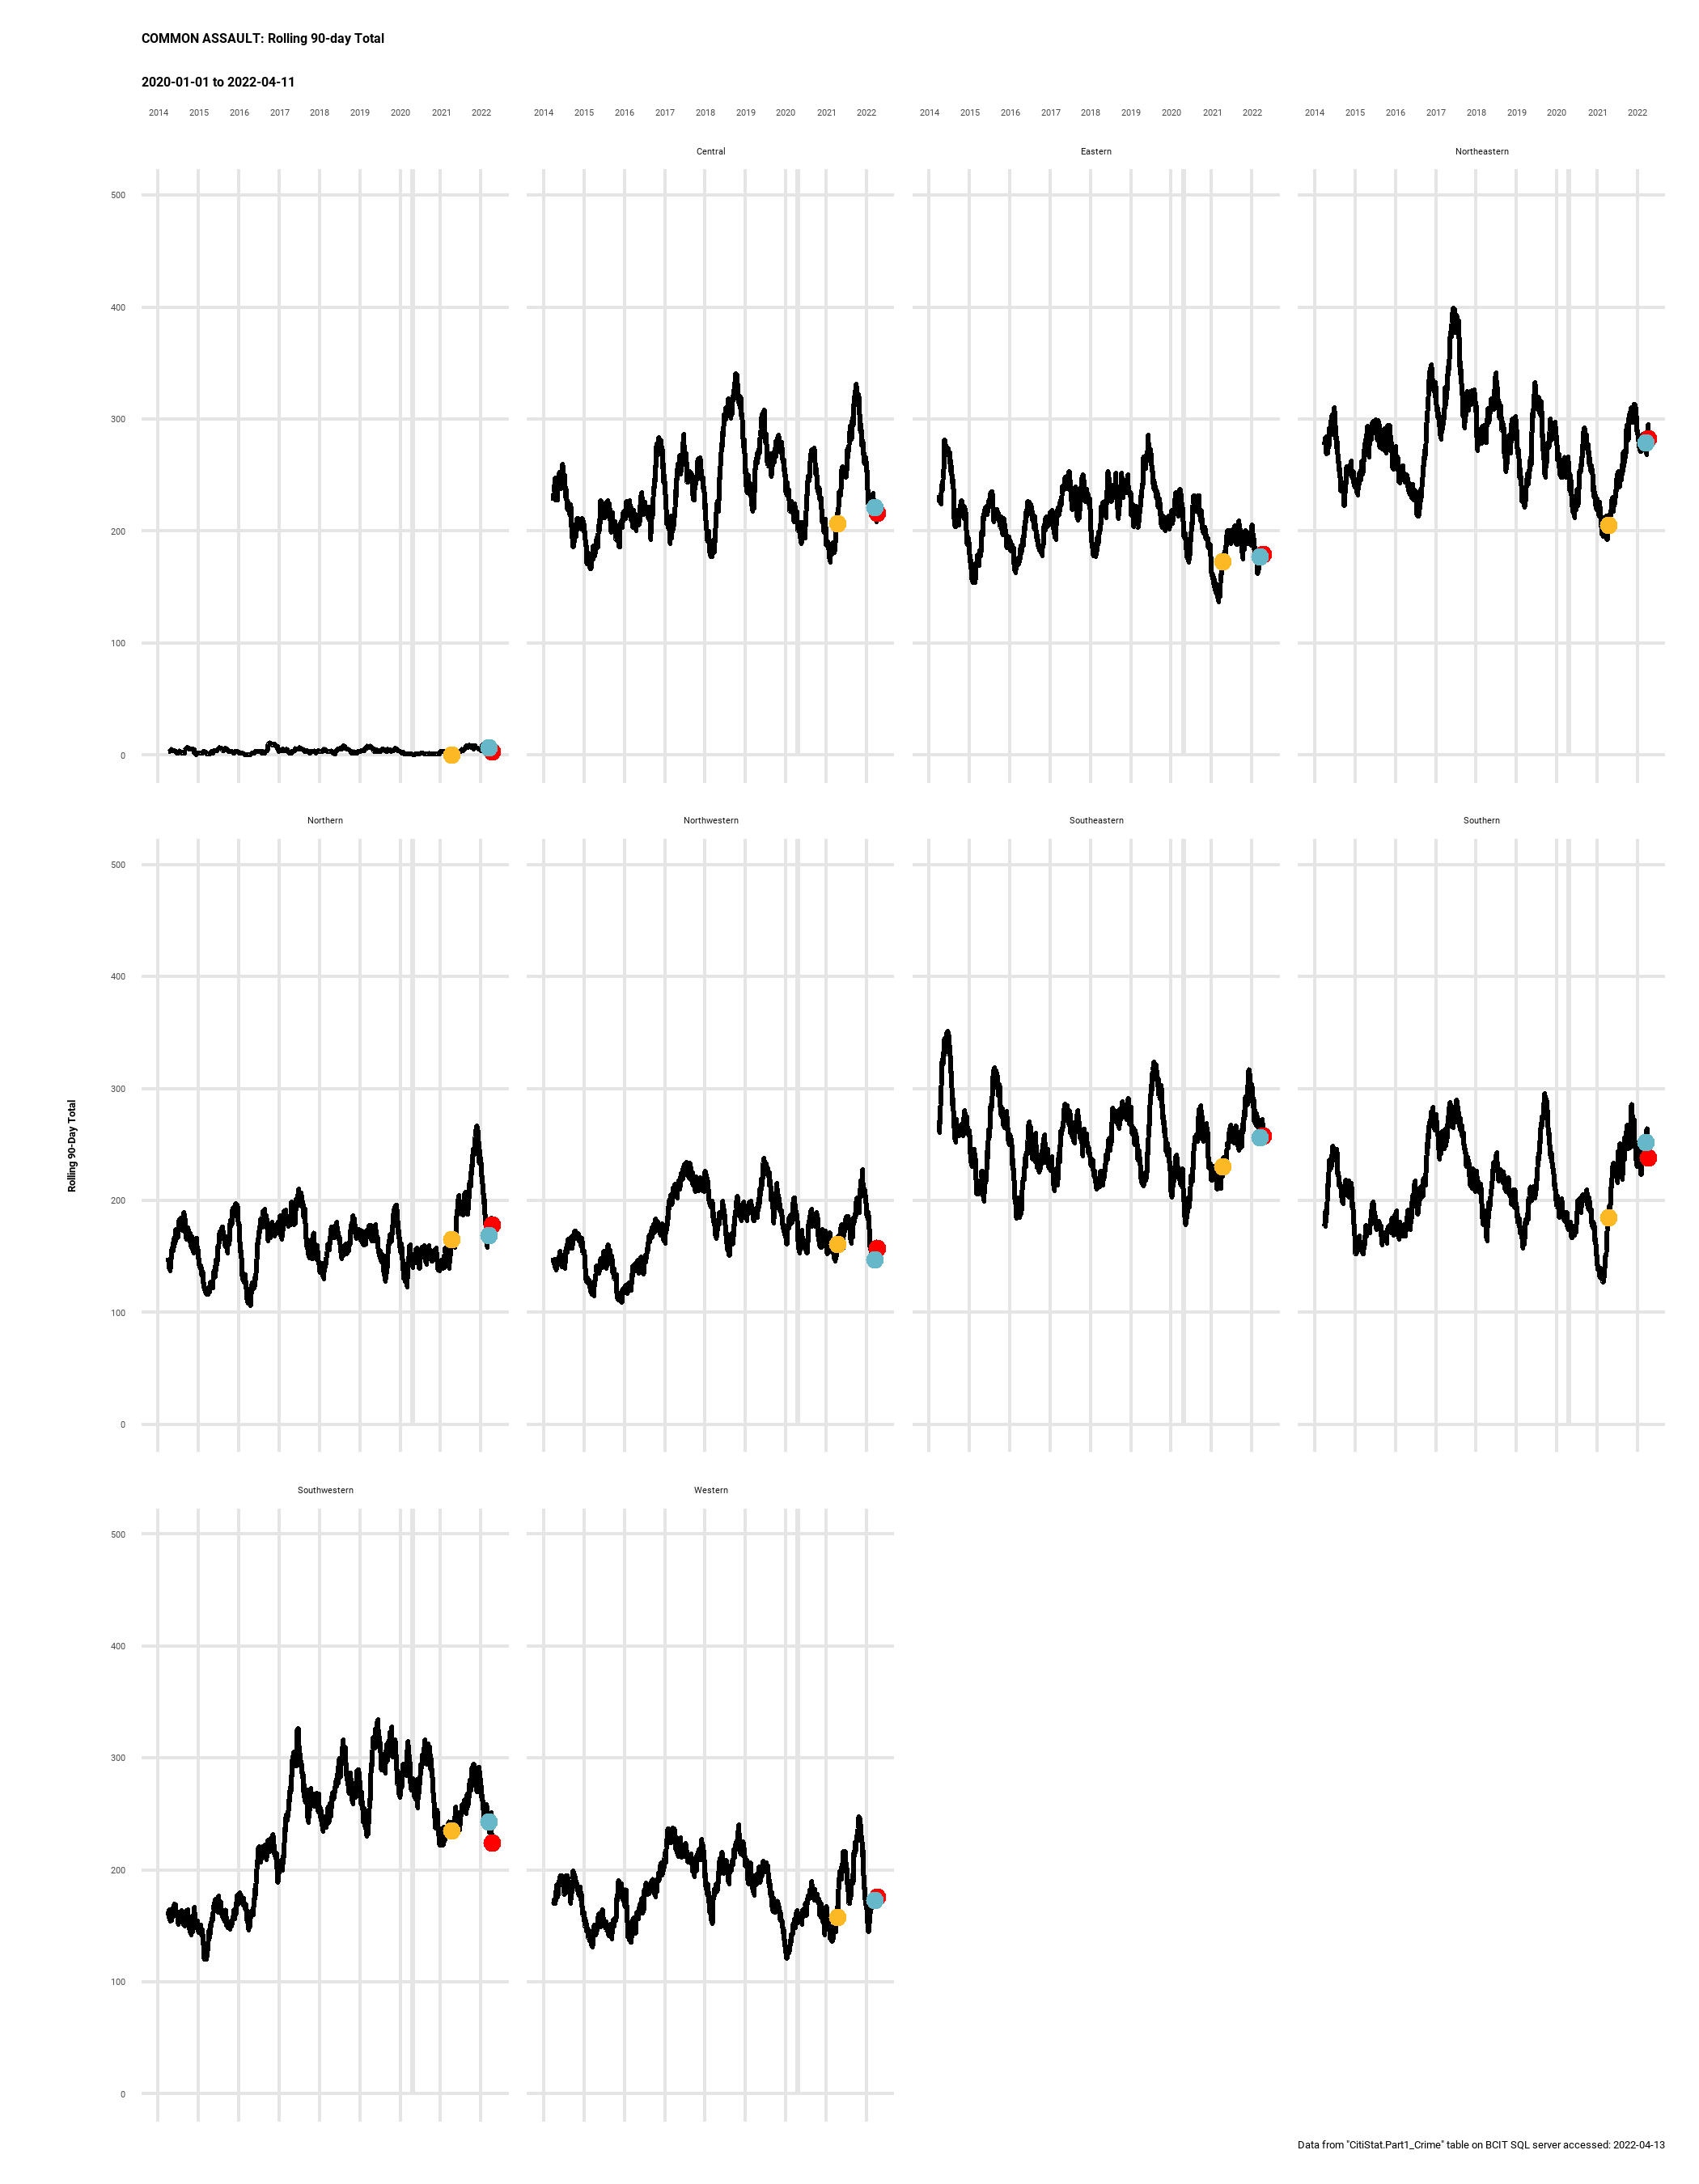 COMMON ASSAULT: Rolling 90-day Total
2020-01-01 to 2022-04-11
2014 2015 2016 2017 2018 2019 2020 2021 2022 2014 2015 2016 2017 2018 2019 2020 2021 2022 2014 2015 2016 2017 2018 2019 2020 2021 2022 2014 2015 2016 2017 2018 2019 2020 2021 2022
Central Eastern Northeastern
500
400
300
200
100
0
Northern Northwestern Southeastern Southern
500
400
300
200
100
0
Rolling 90-Day Total
Southwestern Western
500
400
300
200
100
0
Data from "CitiStat.Part1_Crime" table on BCIT SQL server accessed: 2022-04-13